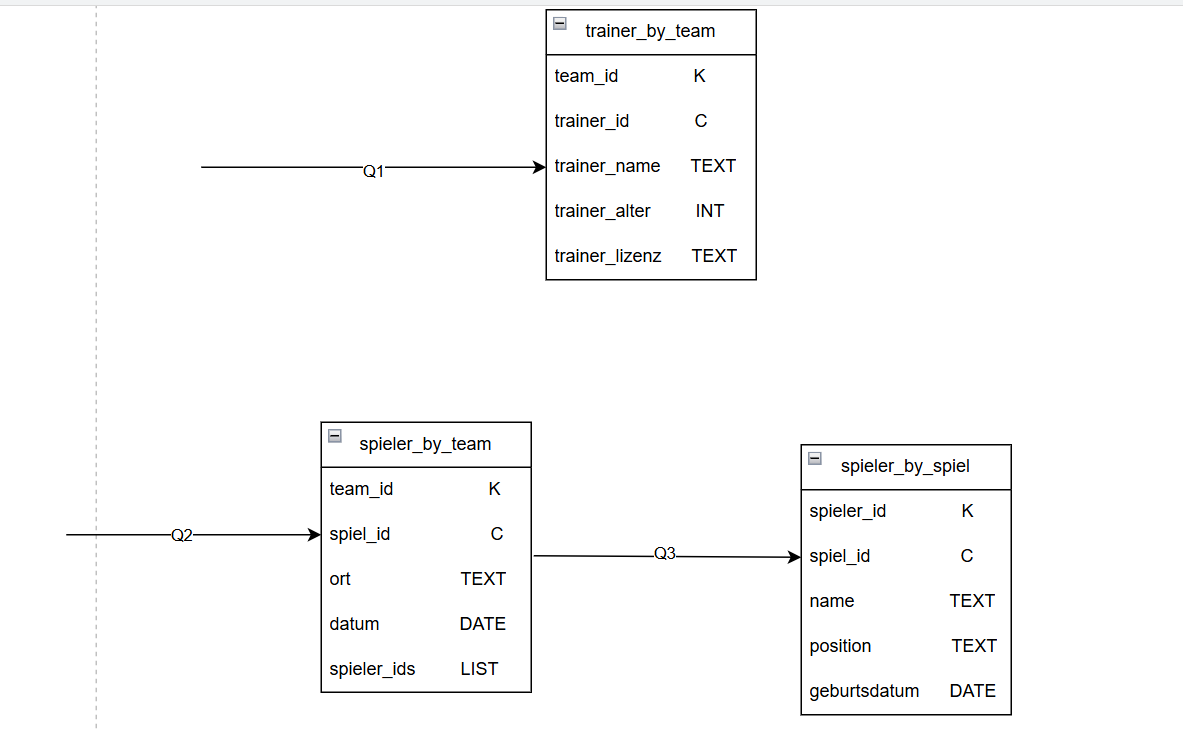 trainer_by_team
team_id K
trainer_id C
Q1
trainer_name TEXT
trainer_alter INT
trainer_lizenz TEXT
spieler_by_team
team_id K
Q2
spiel_id C
ort TEXT
datum DATE
spieler_ids LIST
Q3
spieler_by_spiel
spieler_id K
spiel_id C
name TEXT
position TEXT
geburtsdatum DATE